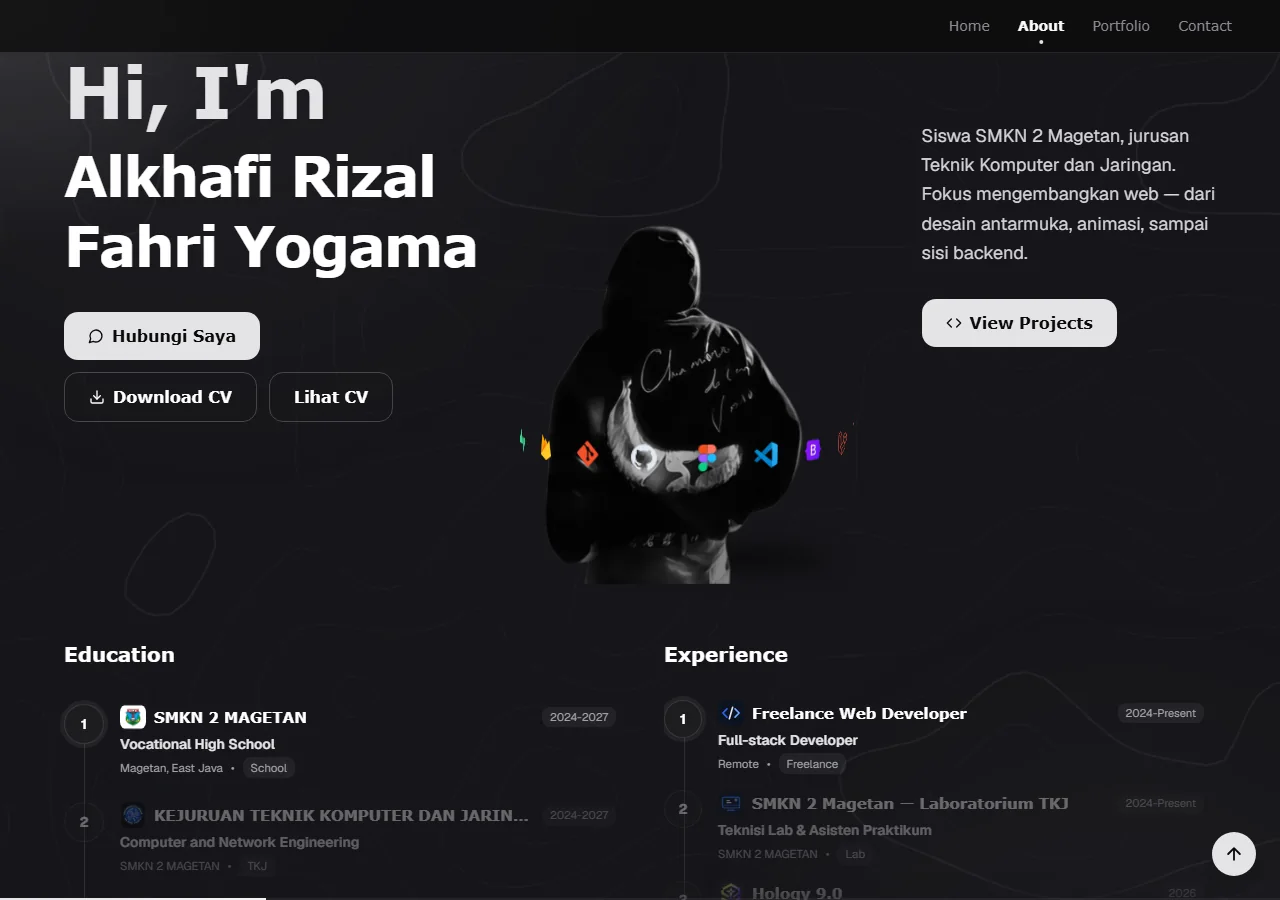 Home About Portfolio Contact
Hi, I'm
Alkhafi Rizal
Fahri Yogama
Hubungi Saya
Download CV
Lihat CV
Siswa SMKN 2 Magetan, jurusan
Teknik Komputer dan Jaringan.
Fokus mengembangkan web — dari
desain antarmuka, animasi, sampai
sisi backend.
View Projects
Education
1
SMKN 2 MAGETAN
2024-2027
Vocational High School
Magetan, East Java • School
2
KEJURUAN TEKNIK KOMPUTER DAN JARIN...
2024-2027
Computer and Network Engineering
SMKN 2 MAGETAN • TKJ
Experience
1
Freelance Web Developer
2024-Present
Full-stack Developer
Remote • Freelance
2
SMKN 2 Magetan — Laboratorium TKJ
2024-Present
Teknisi Lab & Asisten Praktikum
SMKN 2 MAGETAN • Lab
3
Hology 9.0
2026